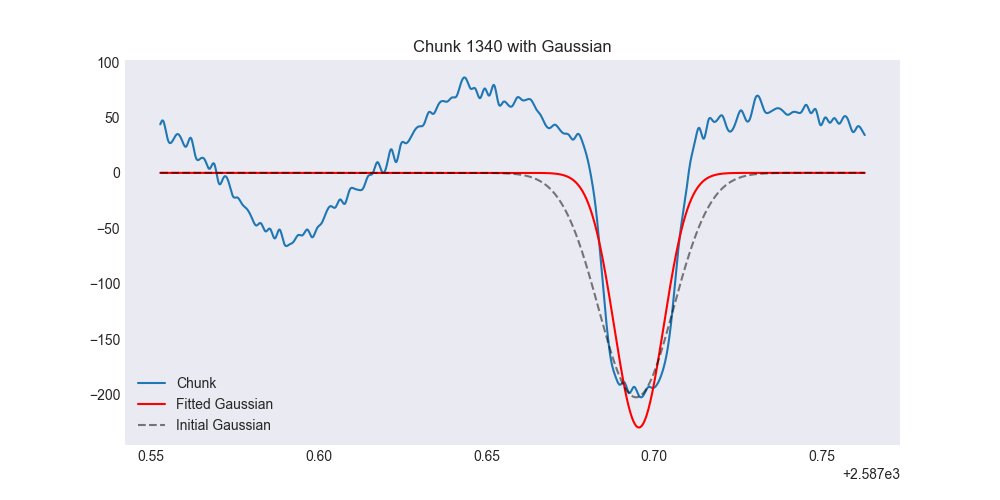 Chunk 1340 with Gaussian
100
50
0
−50
−100
−150
−200
Chunk
Fitted Gaussian
Initial Gaussian
0.55 0.60 0.65 0.70 0.75
+2.587e3